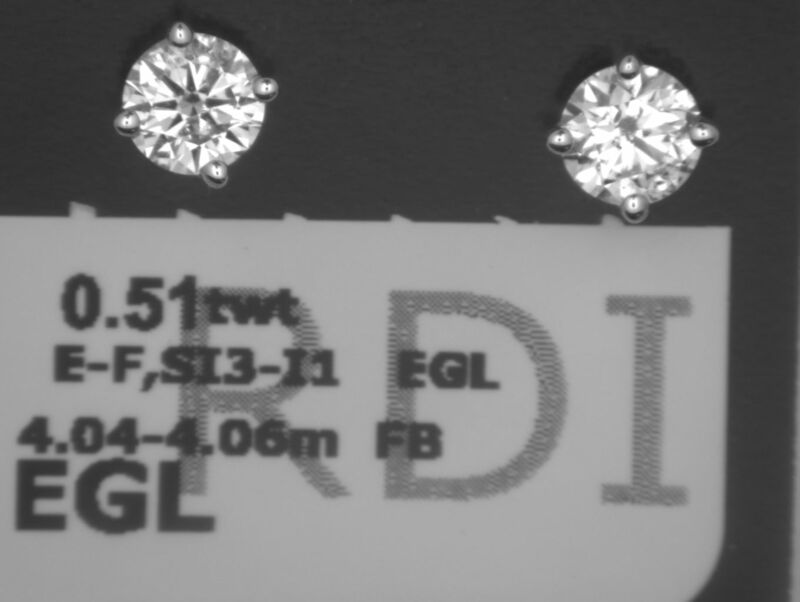 RDI
0.51twt
E-F,SI3-I1 EGL
4.04-4.06m FB
EGL